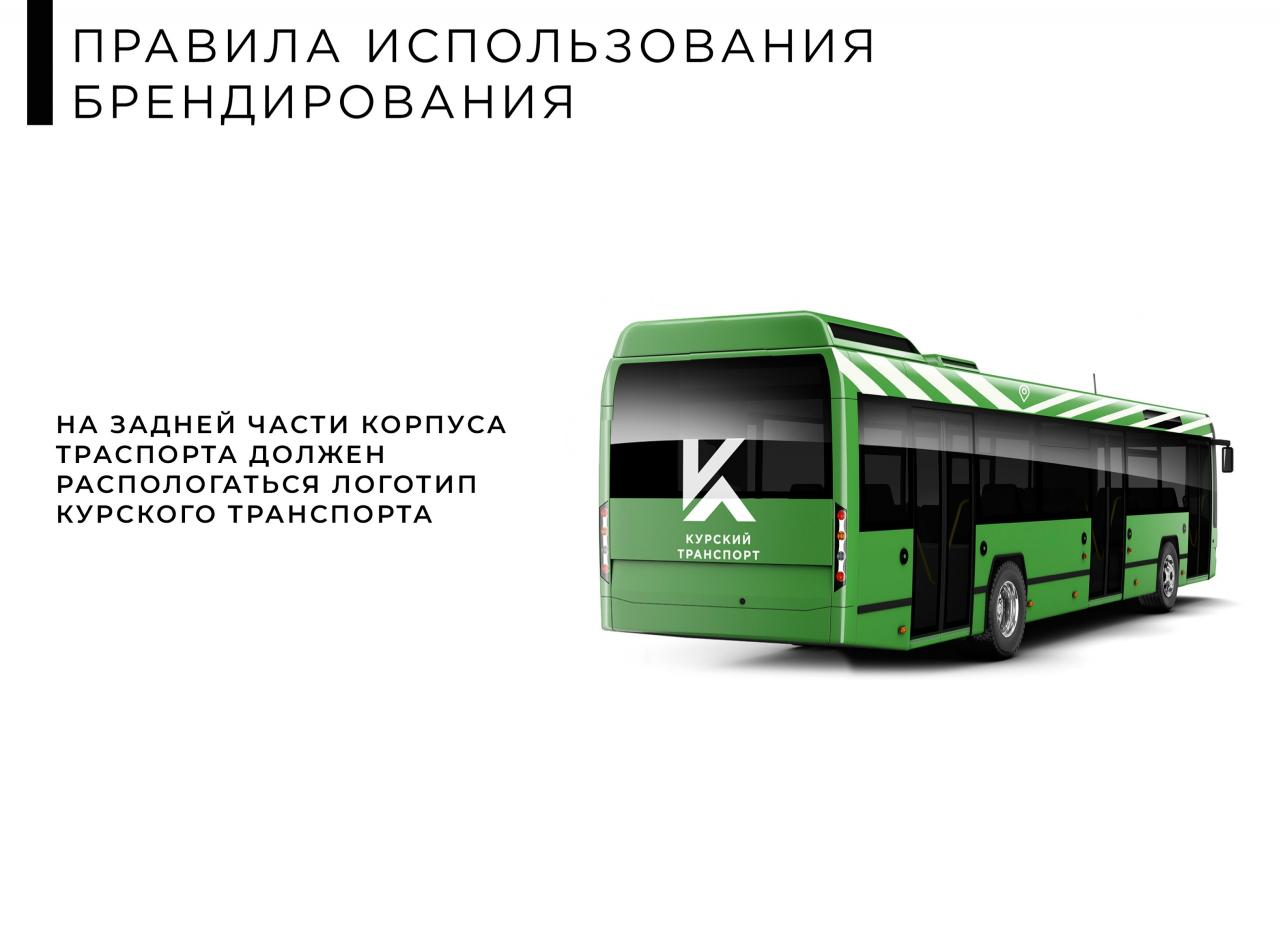 ПРАВИЛА ИСПОЛЬЗОВАНИЯ
БРЕНДИРОВАНИЯ
НА ЗАДНЕЙ ЧАСТИ КОРПУСА
ТРАСПОРТА ДОЛЖЕН
РАСПОЛОГАТЬСЯ ЛОГОТИП
КУРСКОГО ТРАНСПОРТА
КУРСКИЙ
ТРАНСПОРТ